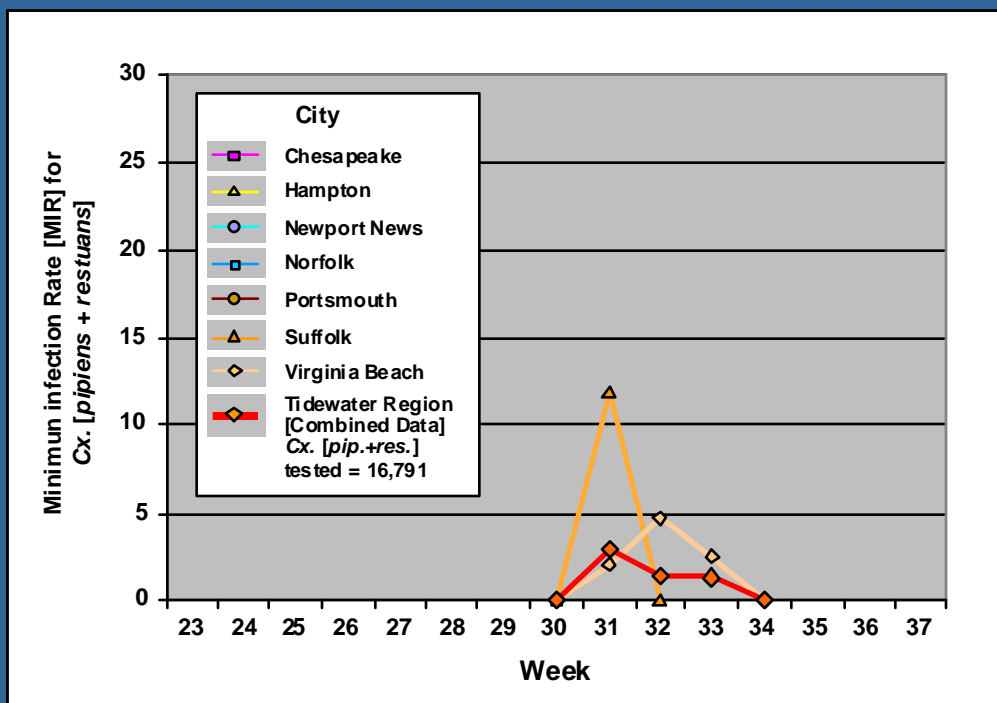 Minimun infection Rate [MIR] for
Cx. [pipiens + restuans]
30
25
20
15
10
5
0
City
Chesapeake
Hampton
Newport News
Norfolk
Portsmouth
Suffolk
Virginia Beach
Tidewater Region
[Combined Data]
Cx. [pip.+res.]
tested = 16,791
23 24 25 26 27 28 29 30 31 32 33 34 35 36 37
Week